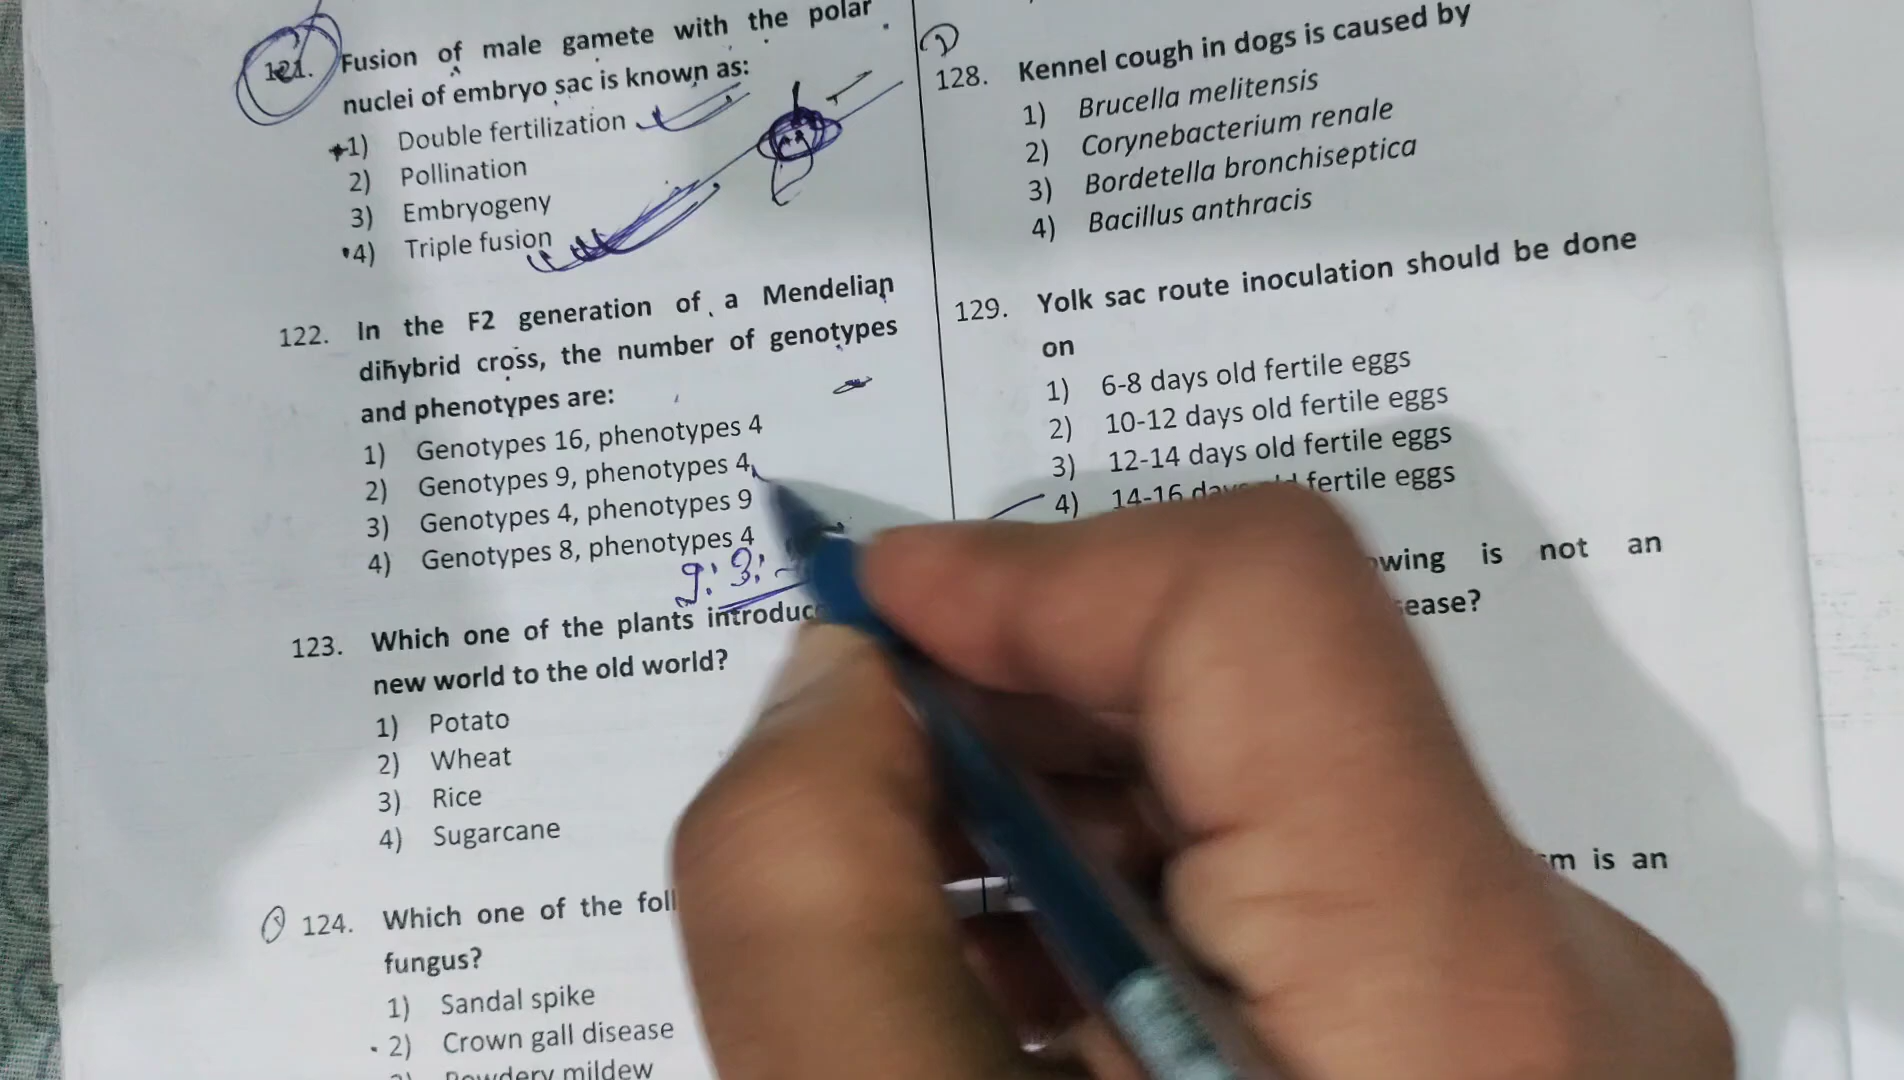 121. Fusion of male gamete with the polar
nuclei of embryo sac is known as:
1) Double fertilization
2) Pollination
3) Embryogeny
4) Triple fusion
122. In the F2 generation of a Mendelian
dihybrid cross, the number of genotypes
and phenotypes are:
1) Genotypes 16, phenotypes 4
2) Genotypes 9, phenotypes 4
3) Genotypes 4, phenotypes 9
4) Genotypes 8, phenotypes 4
9:3:
123. Which one of the plants
new world to the old world?
1) Potato
2) Wheat
3) Rice
4) Sugarcane
124. Which one of the
fungus?
1) Sandal spike
2) Crown gall disease
Powdery mildew
128. Kennel cough in dogs is caused by
1) Brucella melitensis
2) Corynebacterium renale
3) Bordetella bronchiseptica
4) Bacillus anthracis
129. Yolk sac route inoculation should be done
on
1) 6-8 days old fertile eggs
2) 10-12 days old fertile eggs
3) 12-14 days old fertile eggs
4) 14-16 days old fertile eggs
is not an
is an